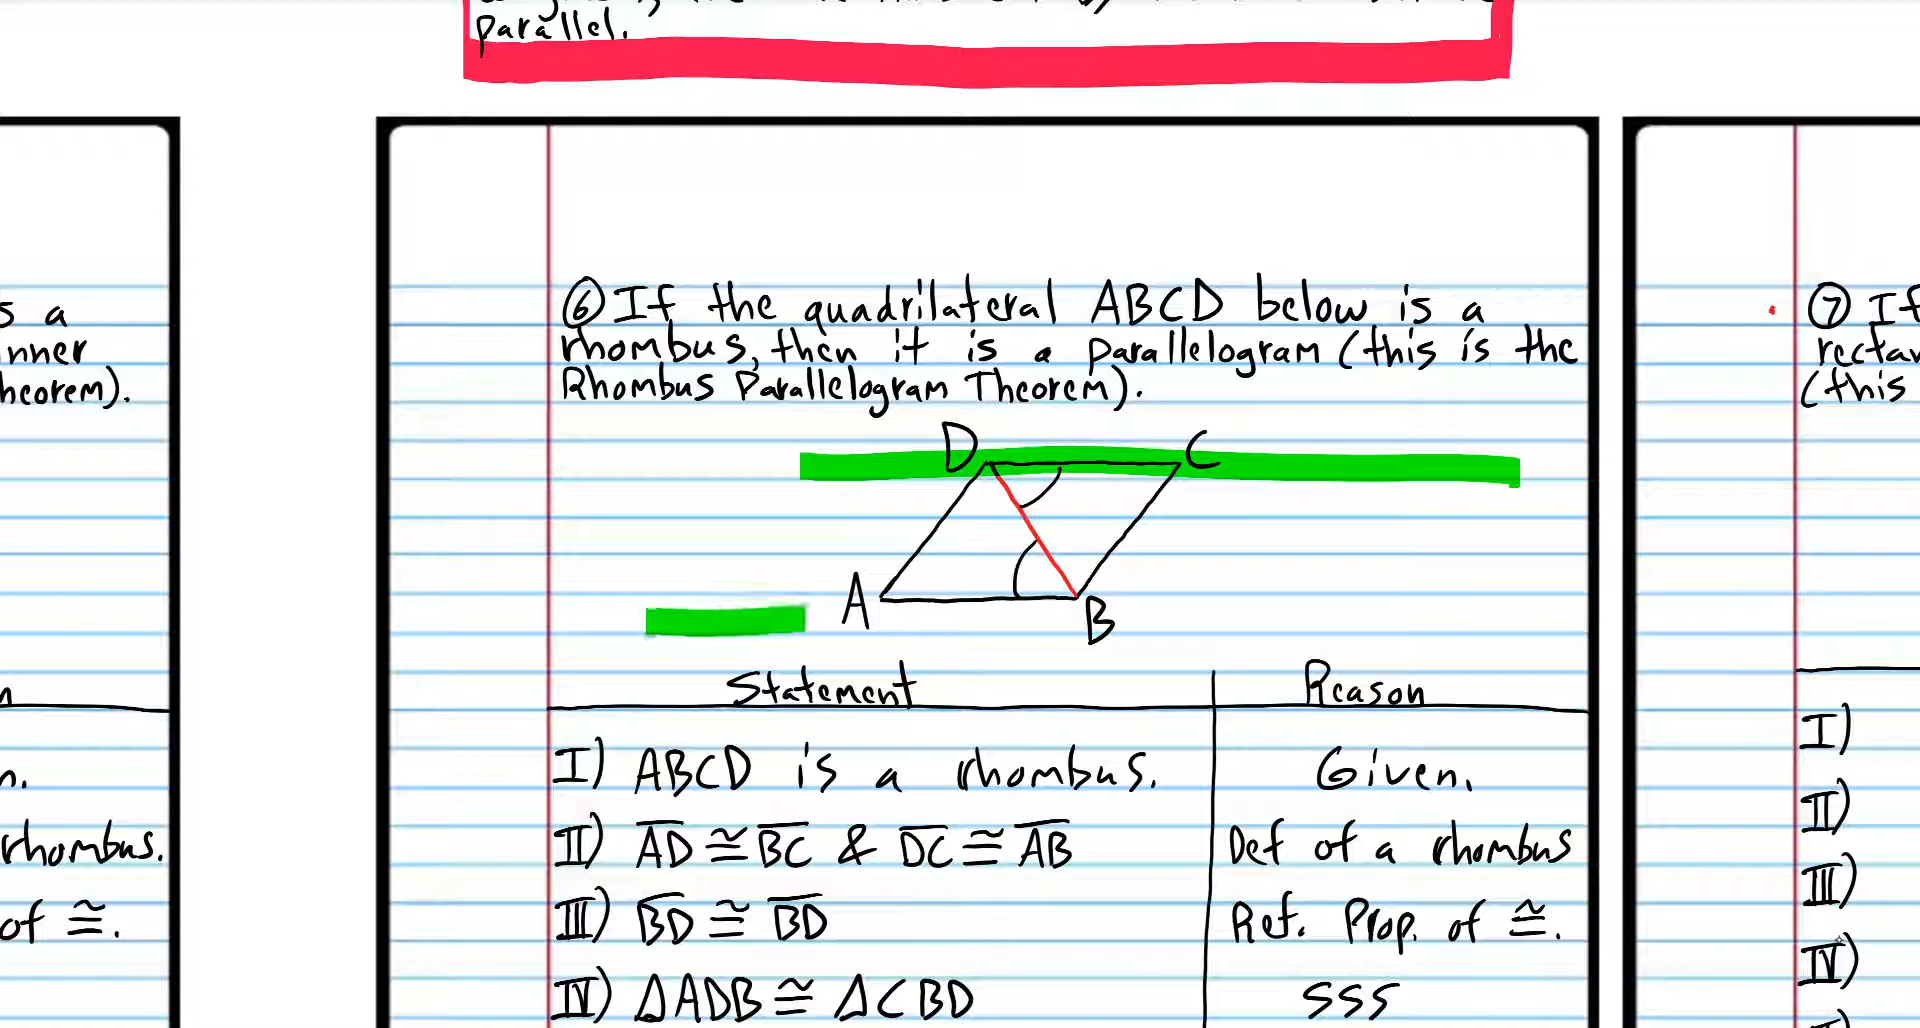 parallel.
s a
nner
heorem).
n.
rhombus.
of ≅.
⑥ If the quadrilateral ABCD below is a
rhombus, then it is a parallelogram (this is the
Rhombus Parallelogram Theorem).
D C
A B
Statement Reason
I) ABCD is a rhombus. Given.
II) AD ≅ BC & DC ≅ AB Def of a rhombus
III) BD ≅ BD Ref. Prop. of ≅.
IV) ΔADB ≅ ΔCBD SSS
⑦ If
rectan
(this
I)
II)
III)
IV)